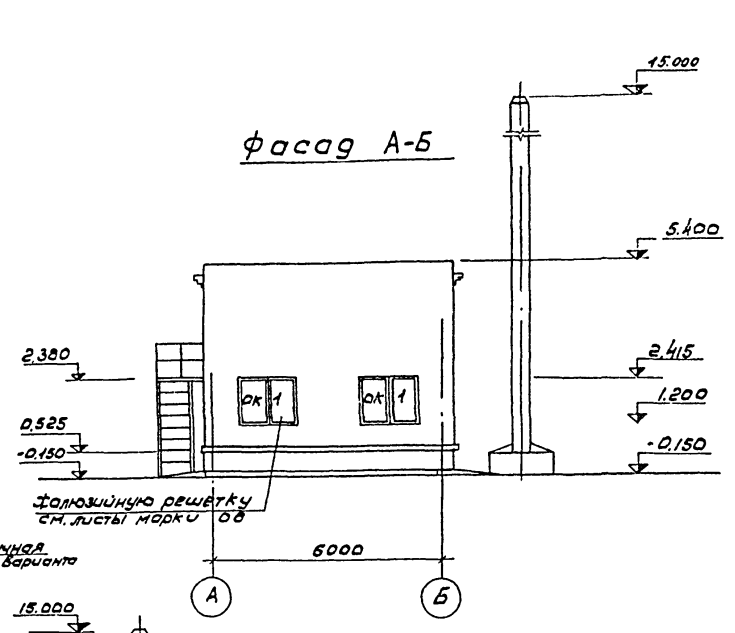 15.000
Фасад А-Б
5.400
2,380
2,415
ОК 1
ОК 1
1.200
0,525
-0,150
-0,150
Жалюзийную решетку
см. листы марки ОВ
6000
варианта
А
Б
15.000